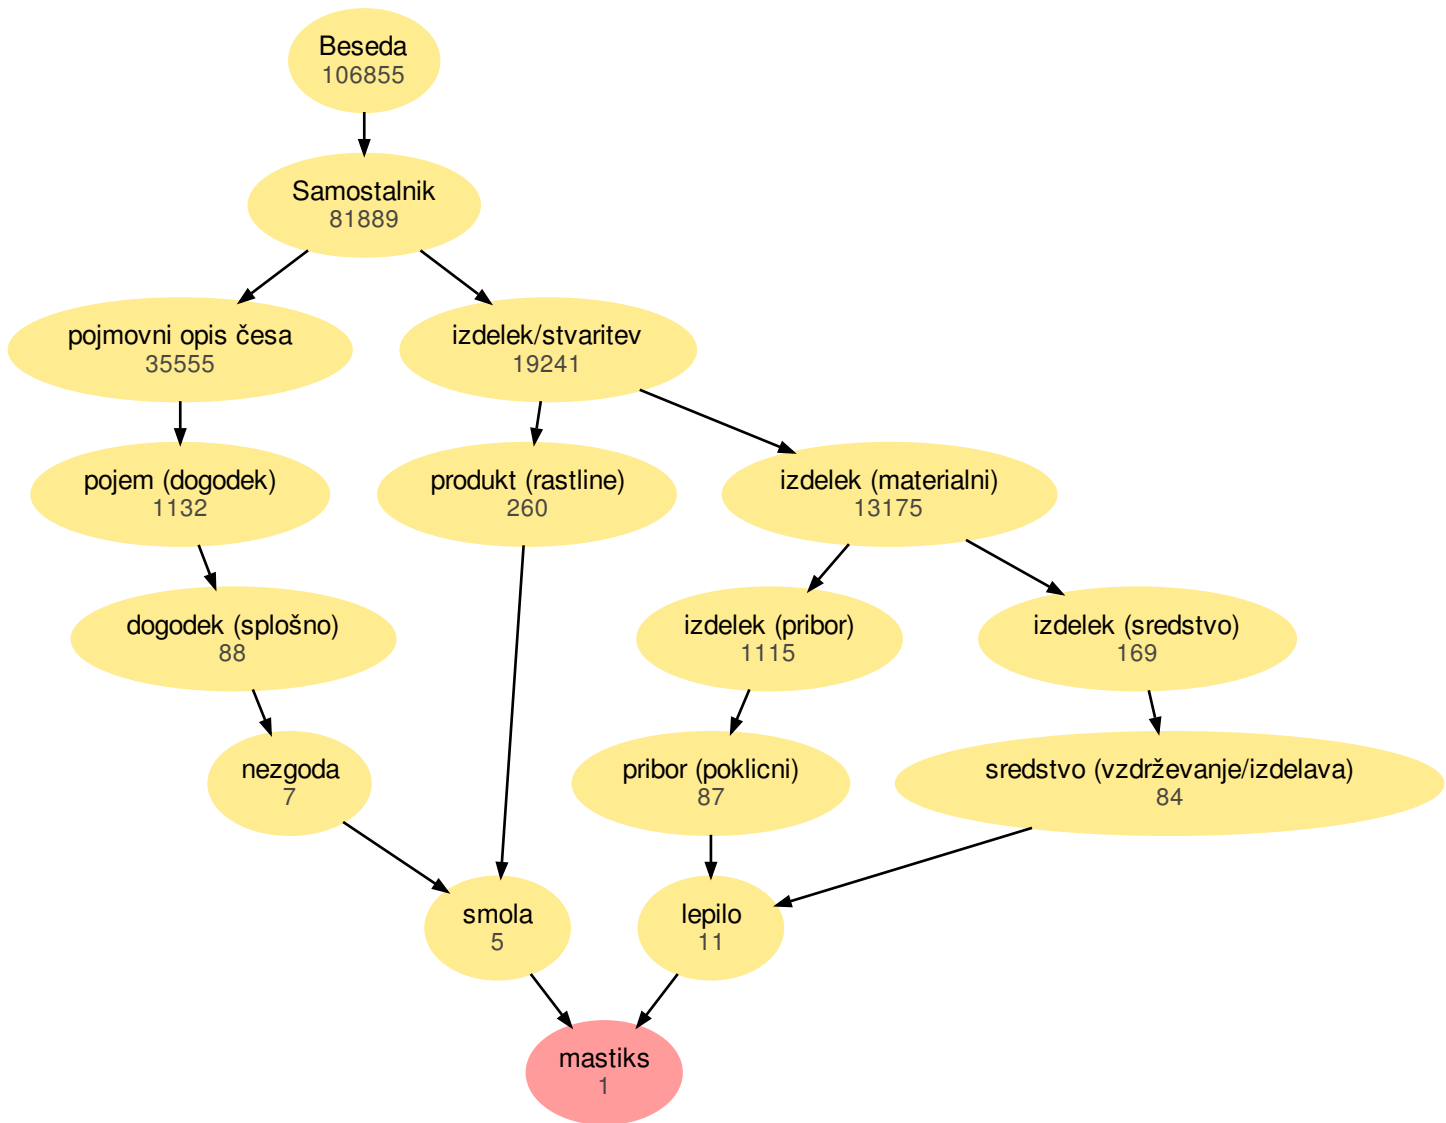 Beseda
106855
Samostalnik
81889
pojmovni opis česa
35555
izdelek/stvaritev
19241
pojem (dogodek)
1132
produkt (rastline)
260
izdelek (materialni)
13175
dogodek (splošno)
88
izdelek (pribor)
1115
izdelek (sredstvo)
169
nezgoda
7
pribor (poklicni)
87
sredstvo (vzdrževanje/izdelava)
84
smola
5
lepilo
11
mastiks
1